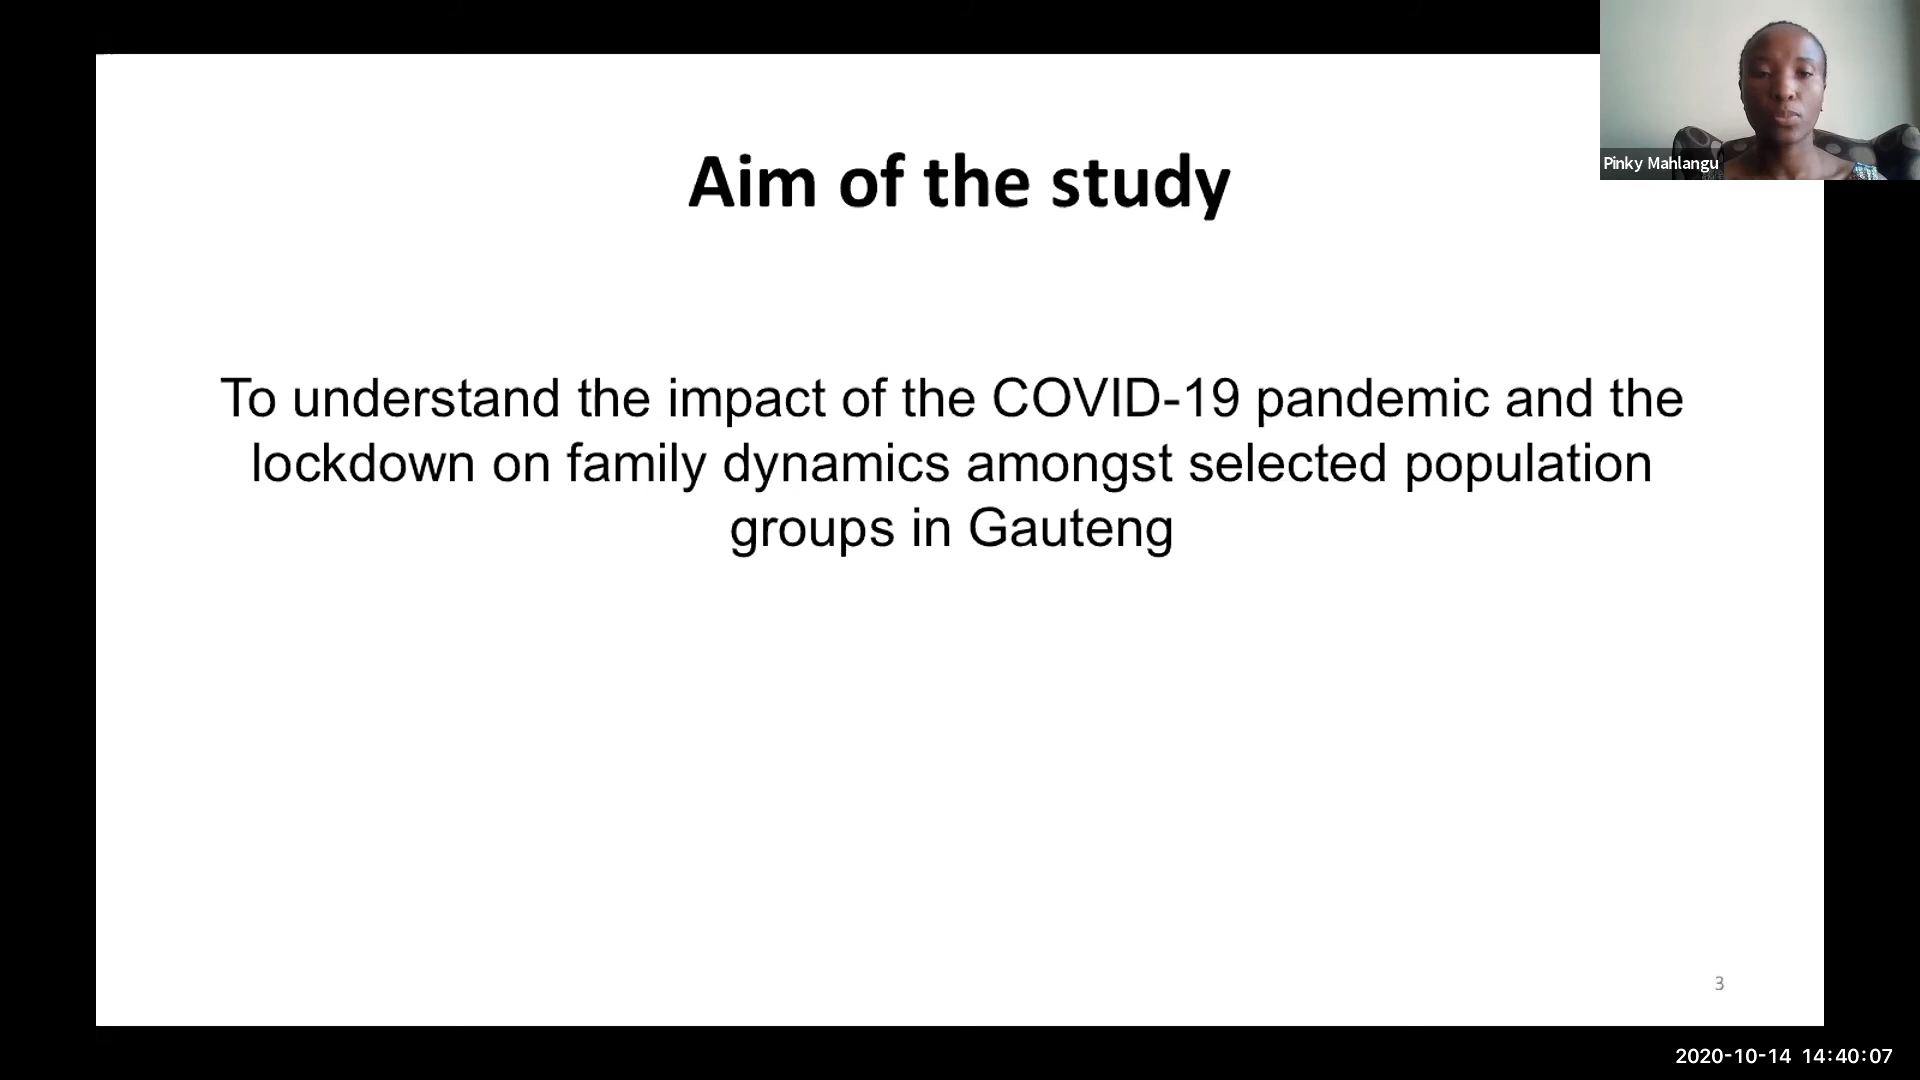 Pinky Mahlangu
Aim of the study
To understand the impact of the COVID-19 pandemic and the
lockdown on family dynamics amongst selected population
groups in Gauteng
3
2020-10-14 14:40:07